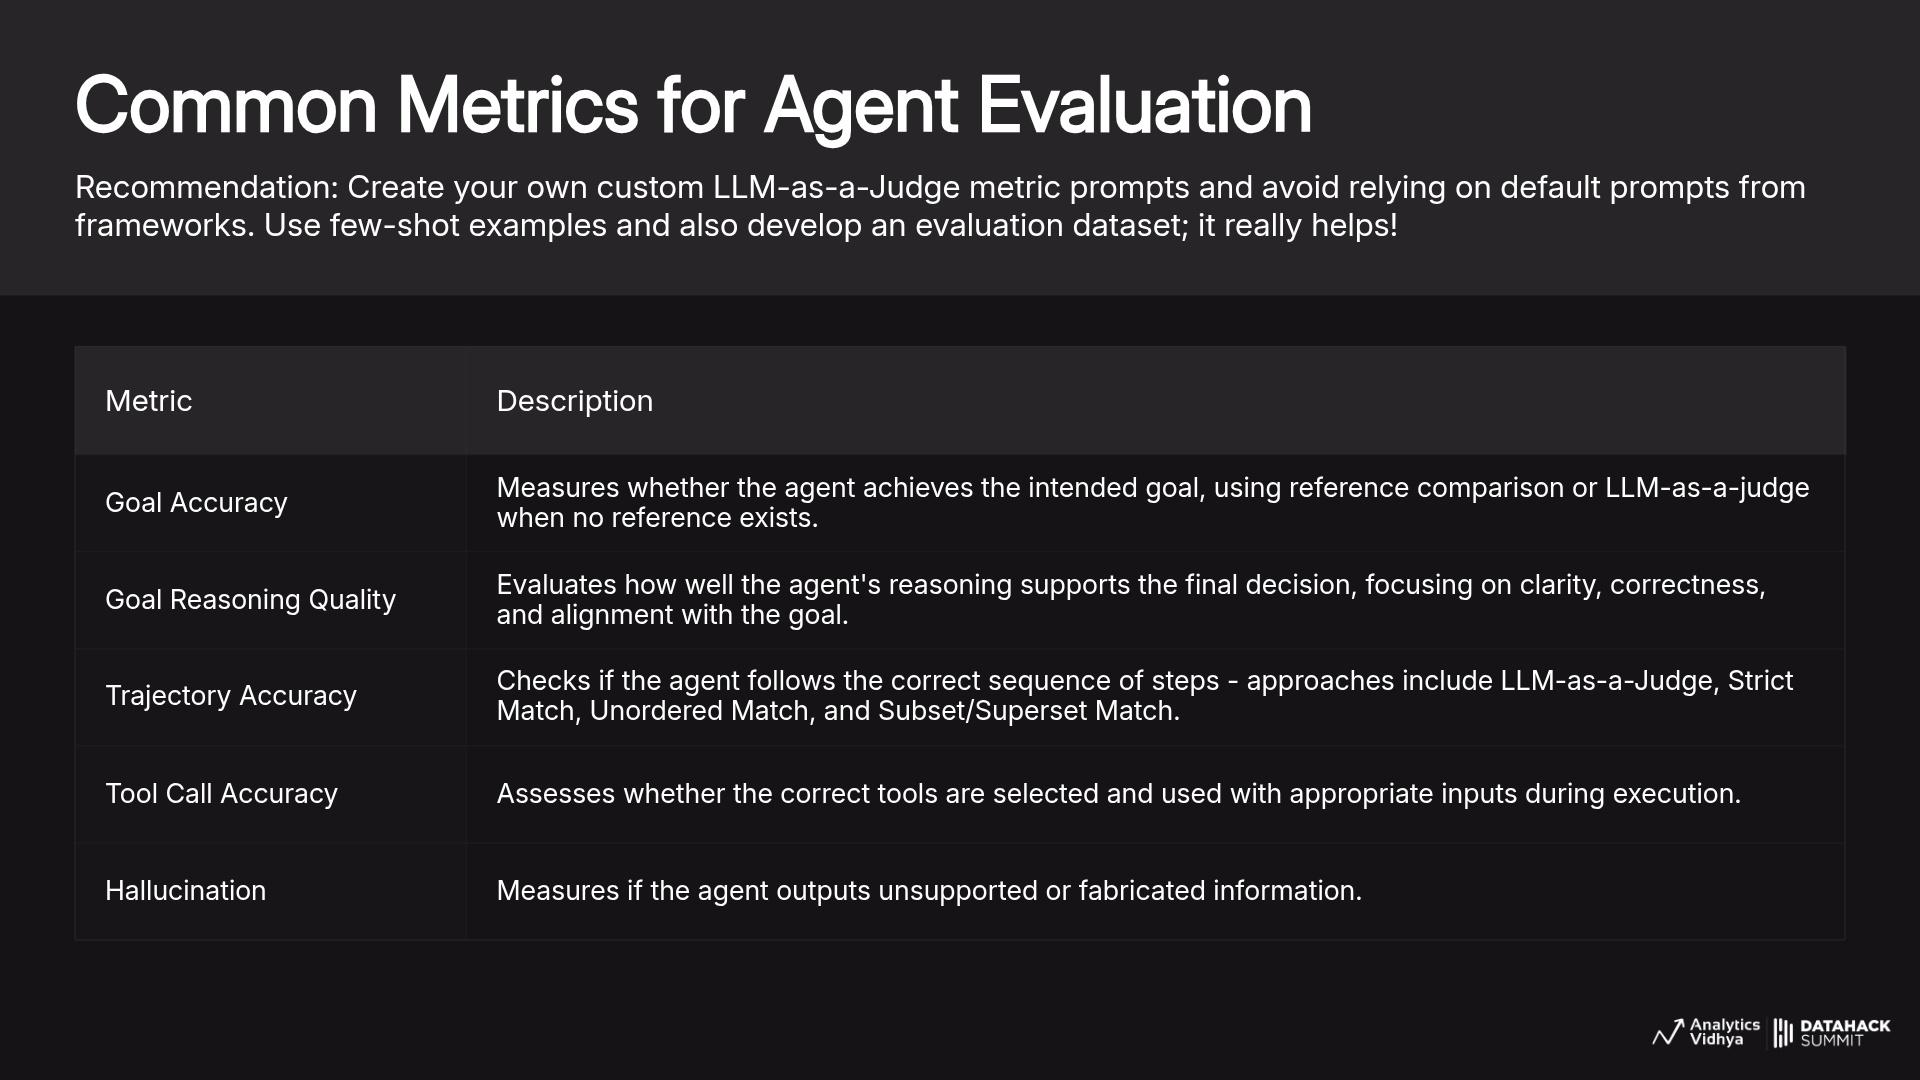 Common Metrics for Agent Evaluation
Recommendation: Create your own custom LLM-as-a-Judge metric prompts and avoid relying on default prompts from
frameworks. Use few-shot examples and also develop an evaluation dataset; it really helps!
Metric
Description
Goal Accuracy
Measures whether the agent achieves the intended goal, using reference comparison or LLM-as-a-judge
when no reference exists.
Goal Reasoning Quality
Evaluates how well the agent's reasoning supports the final decision, focusing on clarity, correctness,
and alignment with the goal.
Trajectory Accuracy
Checks if the agent follows the correct sequence of steps - approaches include LLM-as-a-Judge, Strict
Match, Unordered Match, and Subset/Superset Match.
Tool Call Accuracy
Assesses whether the correct tools are selected and used with appropriate inputs during execution.
Hallucination
Measures if the agent outputs unsupported or fabricated information.
Analytics
Vidhya
DATAHACK
SUMMIT